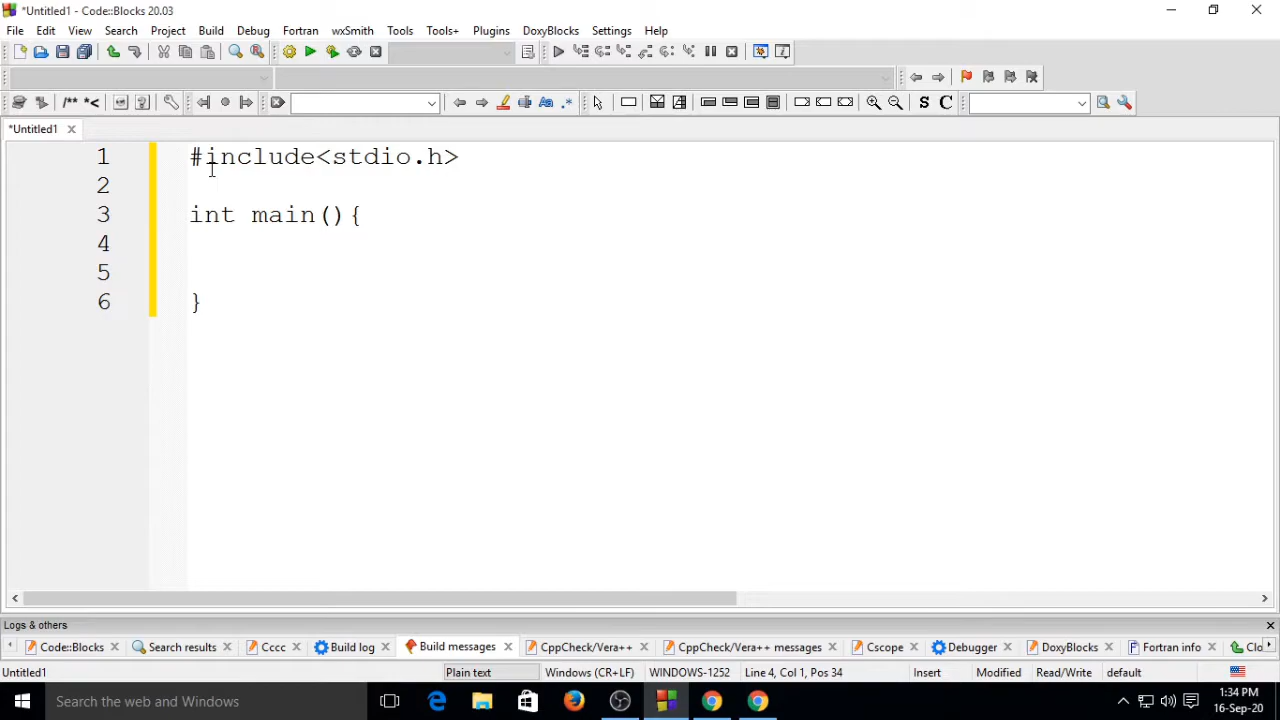 *Untitled1 - Code::Blocks 20.03
File Edit View Search Project Build Debug Fortran wxSmith Tools Tools+ Plugins DoxyBlocks Settings Help
/** *< S C
*Untitled1
1 #include<stdio.h>
2
3 int main(){
4
5
6 }
Logs & others
Code::Blocks Search results Cccc Build log Build messages CppCheck/Vera++ CppCheck/Vera++ messages Cscope Debugger DoxyBlocks Fortran info Clo
Untitled1 Plain text Windows (CR+LF) WINDOWS-1252 Line 4, Col 1, Pos 34 Insert Modified Read/Write default
Search the web and Windows
1:34 PM
16-Sep-20